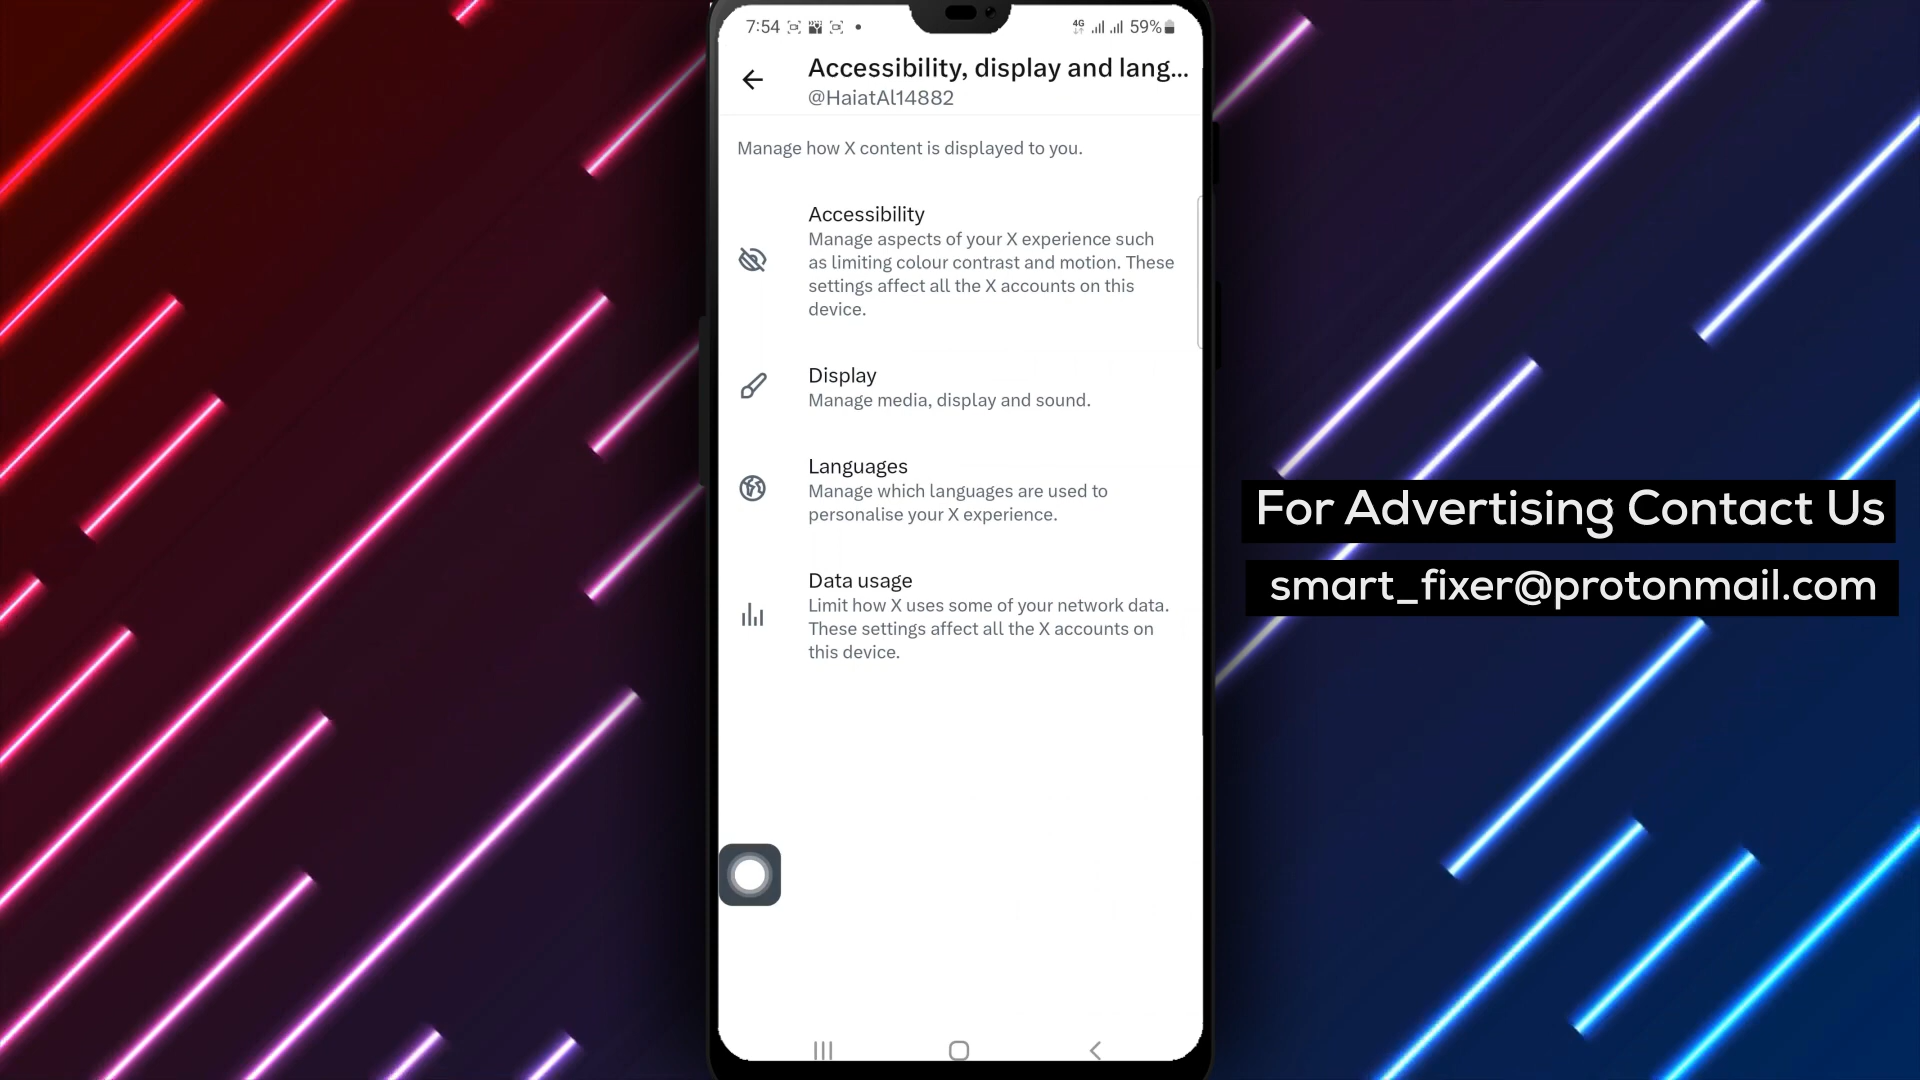 7:54
4G
59%
Accessibility, display and lang...
@HaiatAl14882
Manage how X content is displayed to you.
Accessibility
Manage aspects of your X experience such
as limiting colour contrast and motion. These
settings affect all the X accounts on this
device.
Display
Manage media, display and sound.
Languages
Manage which languages are used to
personalise your X experience.
Data usage
Limit how X uses some of your network data.
These settings affect all the X accounts on
this device.
For Advertising Contact Us
smart_fixer@protonmail.com